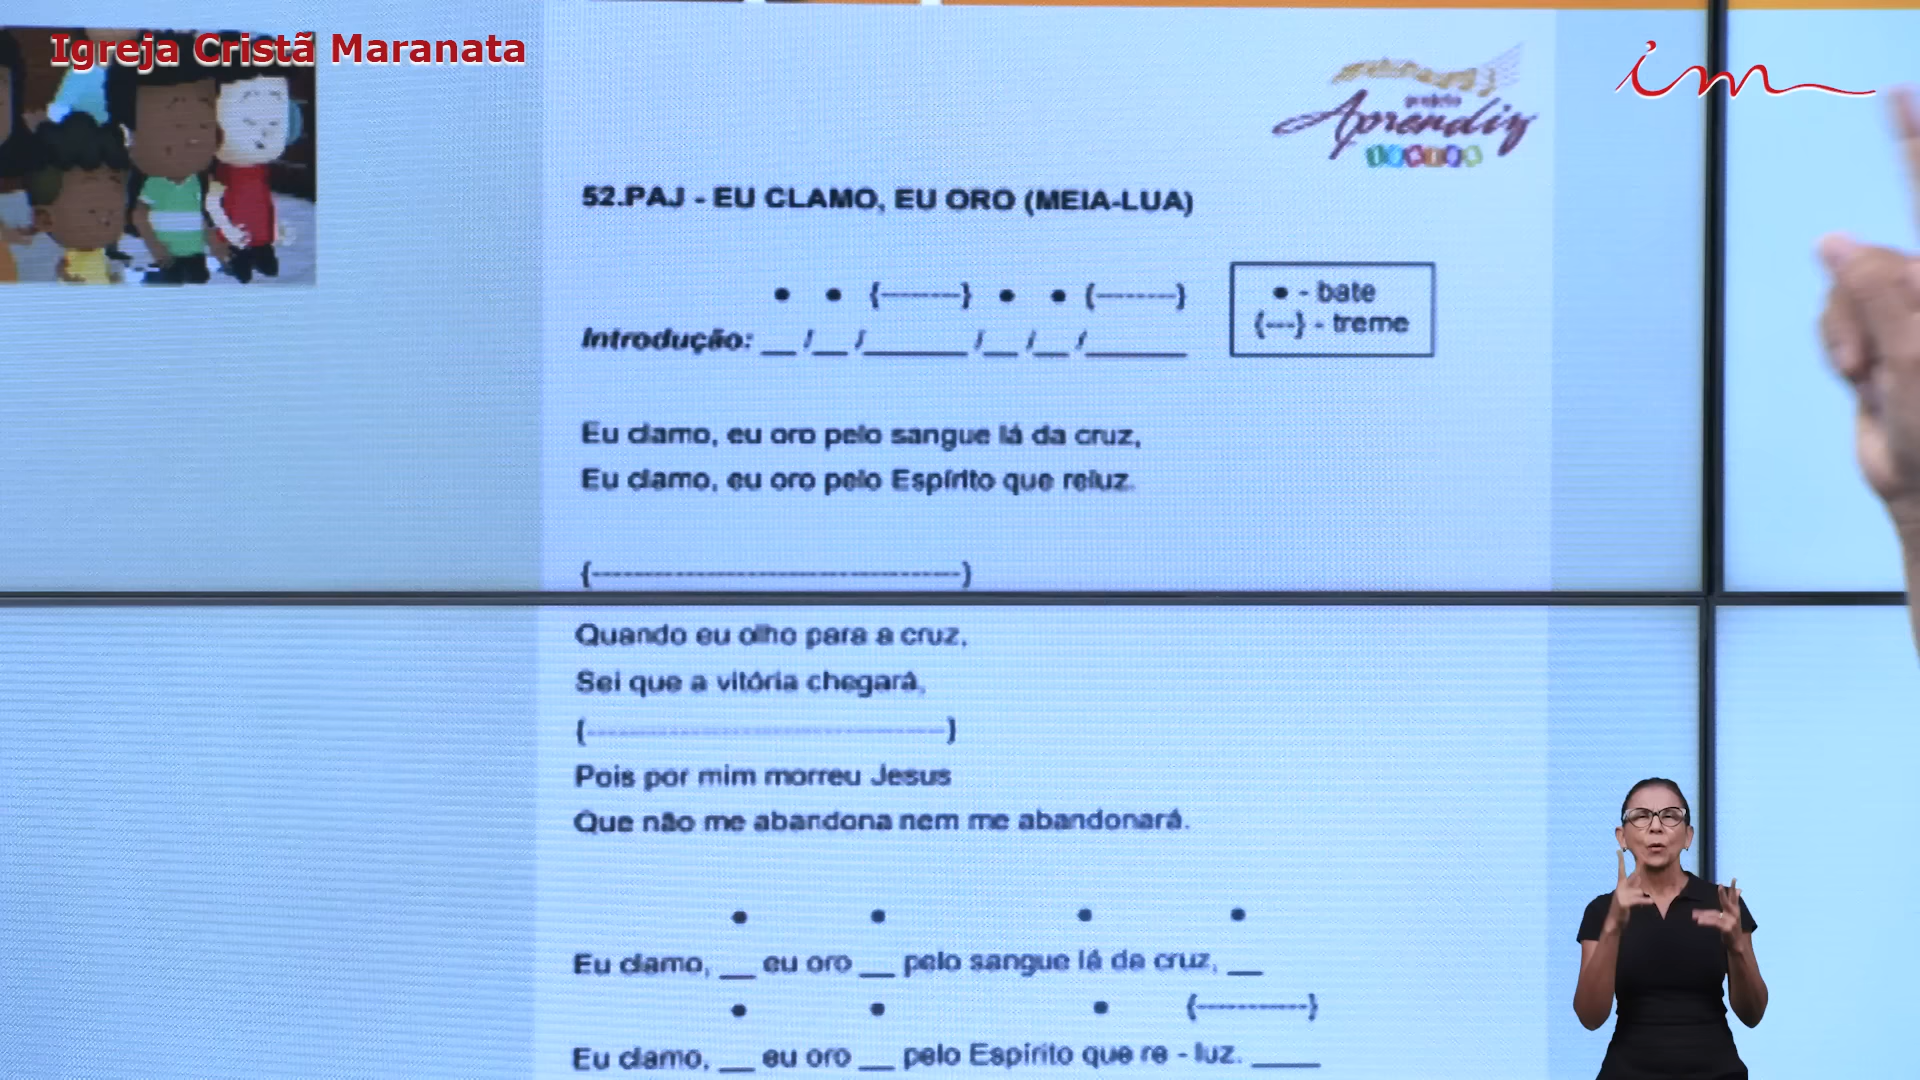 Igreja Cristã Maranata
im
projeto
Aprendiz
52.PAJ - EU CLAMO, EU ORO (MEIA-LUA)
• • {--------} • • {--------}
• - bate
{---} - treme
Introdução: __ /__ /______ /__ /__ /______
Eu clamo, eu oro pelo sangue lá da cruz,
Eu clamo, eu oro pelo Espírito que reluz.
{------------------------------------}
Quando eu olho para a cruz,
Sei que a vitória chegará,
{------------------------------------}
Pois por mim morreu Jesus
Que não me abandona nem me abandonará.
• • • •
Eu clamo, __ eu oro __ pelo sangue lá da cruz, __
• • • {-----------}
Eu clamo, __ eu oro __ pelo Espírito que re - luz. ____